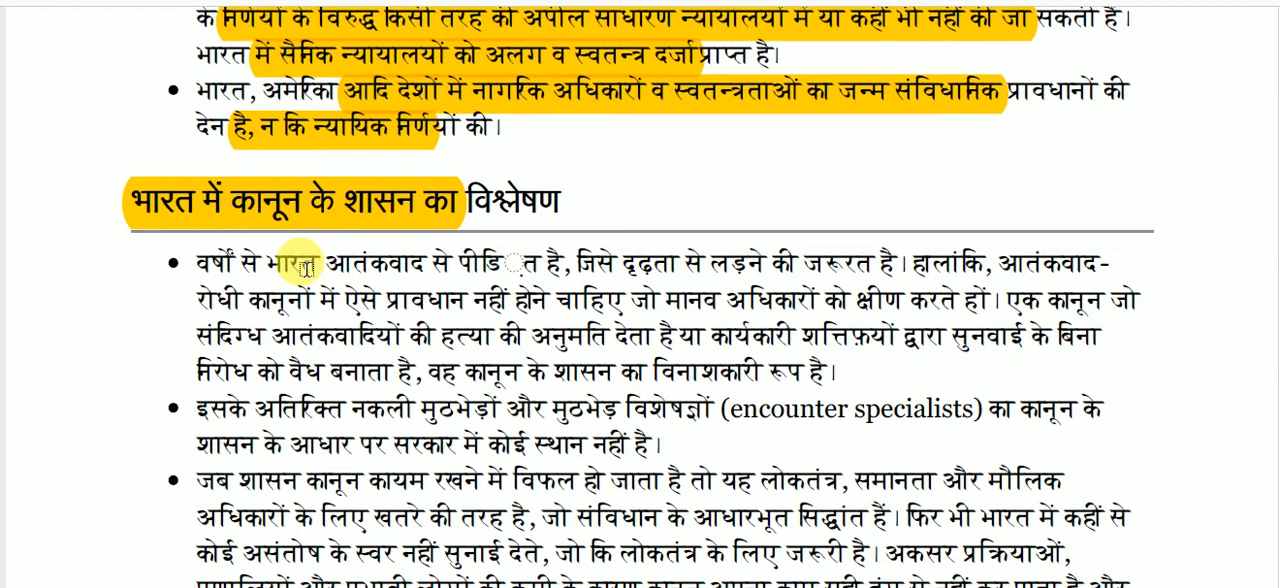 के निर्णयों के विरुद्ध किसी तरह की अपील साधारण न्यायालयों में या कहीं भी नहीं की जा सकती है।
भारत में सैनिक न्यायालयों को अलग व स्वतन्त्र दर्जा प्राप्त है।
• भारत, अमेरिका आदि देशों में नागरिक अधिकारों व स्वतन्त्रताओं का जन्म संविधानिक प्रावधानों की
देन है, न कि न्यायिक निर्णयों की।
भारत में कानून के शासन का विश्लेषण
• वर्षों से भारत आतंकवाद से पीडि़त है, जिसे दृढ़ता से लड़ने की जरूरत है। हालांकि, आतंकवाद-
रोधी कानूनों में ऐसे प्रावधान नहीं होने चाहिए जो मानव अधिकारों को क्षीण करते हों। एक कानून जो
संदिग्ध आतंकवादियों की हत्या की अनुमति देता है या कार्यकारी शत्तिफ़यों द्वारा सुनवाई के बिना
निरोध को वैध बनाता है, वह कानून के शासन का विनाशकारी रूप है।
• इसके अतिरिक्त नकली मुठभेड़ों और मुठभेड़ विशेषज्ञों (encounter specialists) का कानून के
शासन के आधार पर सरकार में कोई स्थान नहीं है।
• जब शासन कानून कायम रखने में विफल हो जाता है तो यह लोकतंत्र, समानता और मौलिक
अधिकारों के लिए खतरे की तरह है, जो संविधान के आधारभूत सिद्धांत हैं। फिर भी भारत में कहीं से
कोई असंतोष के स्वर नहीं सुनाई देते, जो कि लोकतंत्र के लिए जरूरी है। अकसर प्रक्रियाओं,